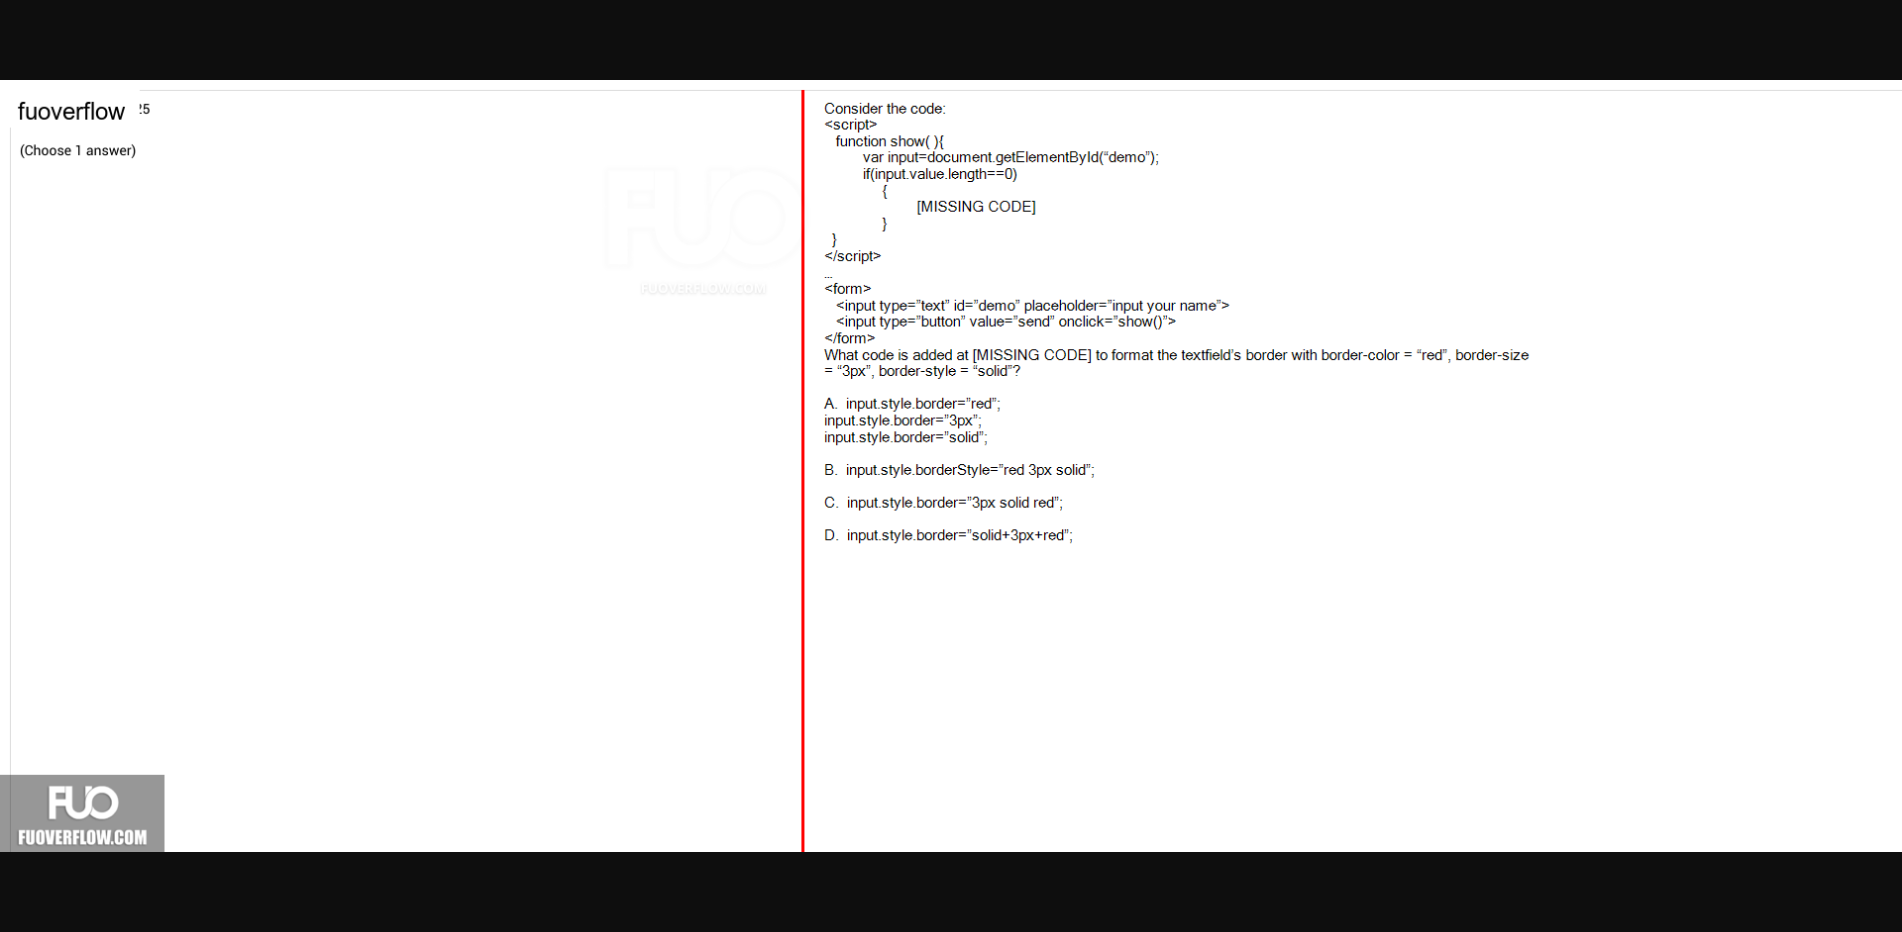 fuoverflow
25
(Choose 1 answer)
FUO
FUOVERFLOW.COM
Consider the code:
<script>
function show( ){
var input=document.getElementById(“demo”);
if(input.value.length==0)
{
[MISSING CODE]
}
}
</script>
...
<form>
<input type=”text” id=”demo” placeholder=”input your name”>
<input type=”button” value=”send” onclick=”show()”>
</form>
What code is added at [MISSING CODE] to format the textfield’s border with border-color = “red”, border-size
= “3px”, border-style = “solid”?
A. input.style.border=”red”;
input.style.border=”3px”;
input.style.border=”solid”;
B. input.style.borderStyle=”red 3px solid”;
C. input.style.border=”3px solid red”;
D. input.style.border=”solid+3px+red”;
FUO
FUOVERFLOW.COM